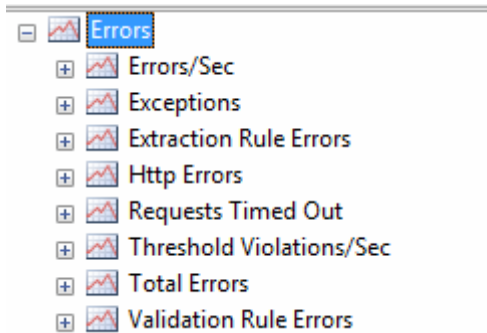 Errors
Errors/Sec
Exceptions
Extraction Rule Errors
Http Errors
Requests Timed Out
Threshold Violations/Sec
Total Errors
Validation Rule Errors